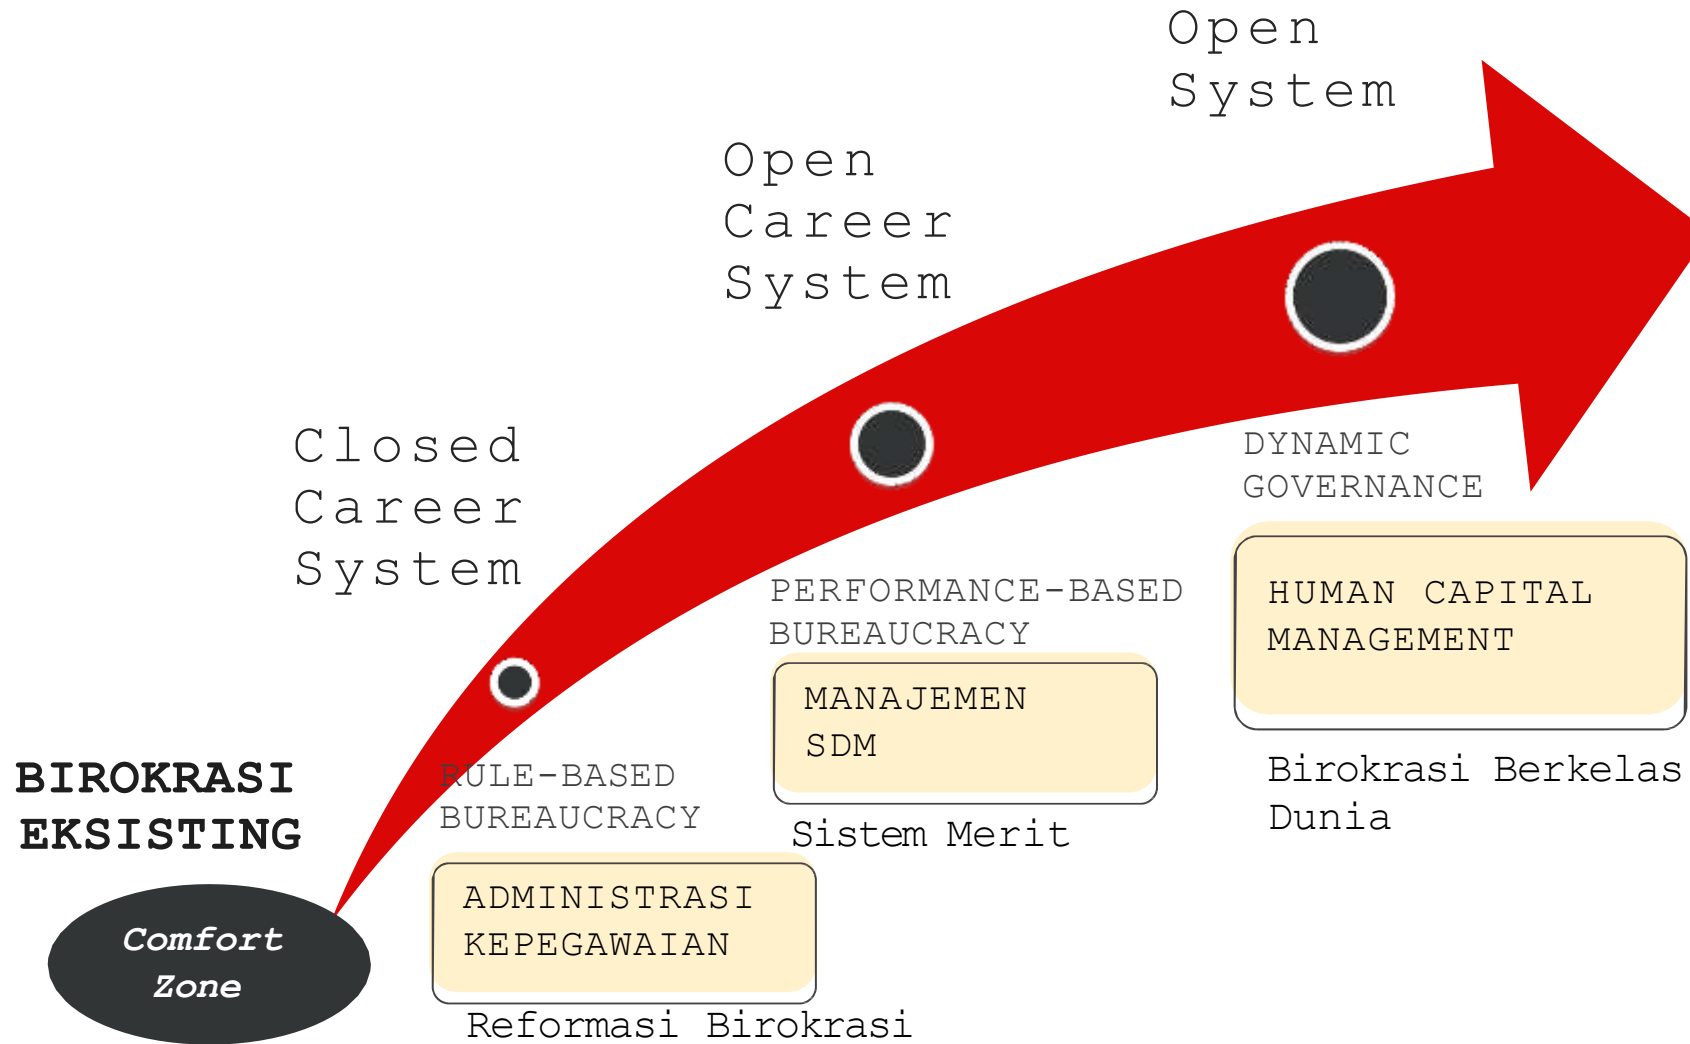 Open
System
Open
Career
System
Closed
Career
System
DYNAMIC
GOVERNANCE
HUMAN CAPITAL
MANAGEMENT
Birokrasi Berkelas
Dunia
PERFORMANCE-BASED
BUREAUCRACY
MANAJEMEN
SDM
Sistem Merit
RULE-BASED
BUREAUCRACY
ADMINISTRASI
KEPEGAWAIAN
Reformasi Birokrasi
BIROKRASI
EKSISTING
Comfort
Zone